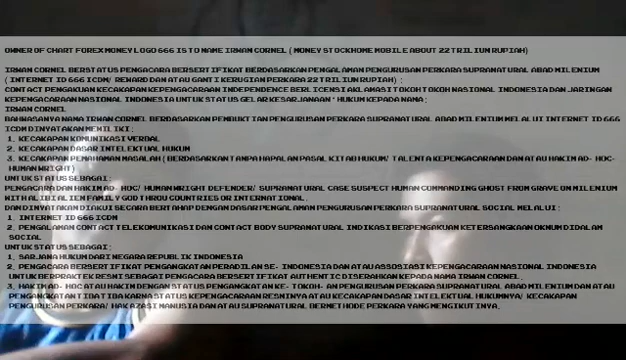 OWNER OF CHART FOREX MONEY LOGO 666 IS TO NAME IRWAN CORNEL ( MONEY STOCKHOME MOBILE ABOUT 22 TRILIUN RUPIAH)
IRWAN CORNEL BERSTATUS PENGACARA BERSERTIFIKAT BERDASARKAN PENGALAMAN PENGURUSAN PERKARA SUPRANATURAL ABAD MILENIUM
( INTERNET ID 666 ICDM/ REWARD DAN ATAU GANTI KERUGIAN PERKARA 22 TRILIUN RUPIAH) :
CONTACT PENGAKUAN KECAKAPAN KEPENGACARAAN INDEPENDENCE BERLICENSI AKLAMASI TOKOH TOKOH NASIONAL INDONESIA DAN JARINGAN
KEPENGACARAAN NASIONAL INDONESIA UNTUK STATUS GELAR KESARJANAAN " HUKUM KEPADA NAMA:
IRWAN CORNEL
BAHWASANYA NAMA IRWAN CORNEL BERDASARKAN PEMBUKTIAN PENGURUSAN PERKARA SUPRANATURAL ABAD MILENIUM MELALUI INTERNET ID 666
ICDM DINYATAKAN MEMILIKI :
1. KECAKAPAN KOMUNIKASI VERBAL
2. KECAKAPAN DASAR INTELEKTUAL HUKUM
3. KECAKAPAN PEMAHAMAN MASALAH ( BERDASARKAN TANPA HAPALAN PASAL KITAB HUKUM/ TALENTA KEPENGACARAAN DAN ATAU HAKIM AD- HOC-
HUMAN WRIGHT)
UNTUK STATUS SEBAGAI :
PENGACARA DAN HAKIM AD- HOC/ HUMAN WRIGHT DEFENDER/ SUPRANATURAL CASE SUSPECT HUMAN COMMANDING GHOST FROM GRAVE ON MILENIUM
WITH ALIBI ALIEN FAMILY GOD THROU COUNTRIES OR INTERNATIONAL.
DAN DINYATAKAN DIAKUI SECARA BERTAHAP DENGAN DASAR PENGALAMAN PENGURUSAN PERKARA SUPRANATURAL SOCIAL MELALUI :
1. INTERNET ID 666 ICDM
2. PENGALAMAN CONTACT TELEKOMUNIKASI DAN CONTACT BODY SUPRANATURAL INDIKASI BERPENGAKUAN KETERSANGKAAN OKNUM DIDALAM
SOCIAL
UNTUK STATUS SEBAGAI :
1. SARJANA HUKUM DARI NEGARA REPUBLIK INDONESIA
2. PENGACARA BERSERTIFIKAT PENGANGKATAN PERADILAN SE- INDONESIA DAN ATAU ASSOSIASI KEPENGACARAAN NASIONAL INDONESIA
UNTUK BERPRAKTEK RESMI SEBAGAI PENGACARA BERSERTIFIKAT AUTHENTIC DISERAHKAN KEPADA NAMA IRWAN CORNEL.
3. HAKIM AD- HOC ATAU HAKIM DENGAN STATUS PENGANGKATAN KE- TOKOH- AN PENGURUSAN PERKARA SUPRANATURAL ABAD MILENIUM DAN ATAU
PENGANGKATAN TIBA TIBA KARNA STATUS KEPENGACARAAN RESMINYA ATAU KECAKAPAN DASAR INTELEKTUAL HUKUMNYA/ KECAKAPAN
PENGURUSAN PERKARA/ HAK AZASI MANUSIA DAN ATAU SUPRANATURAL BERMETHODE PERKARA YANG MENGIKUTINYA.